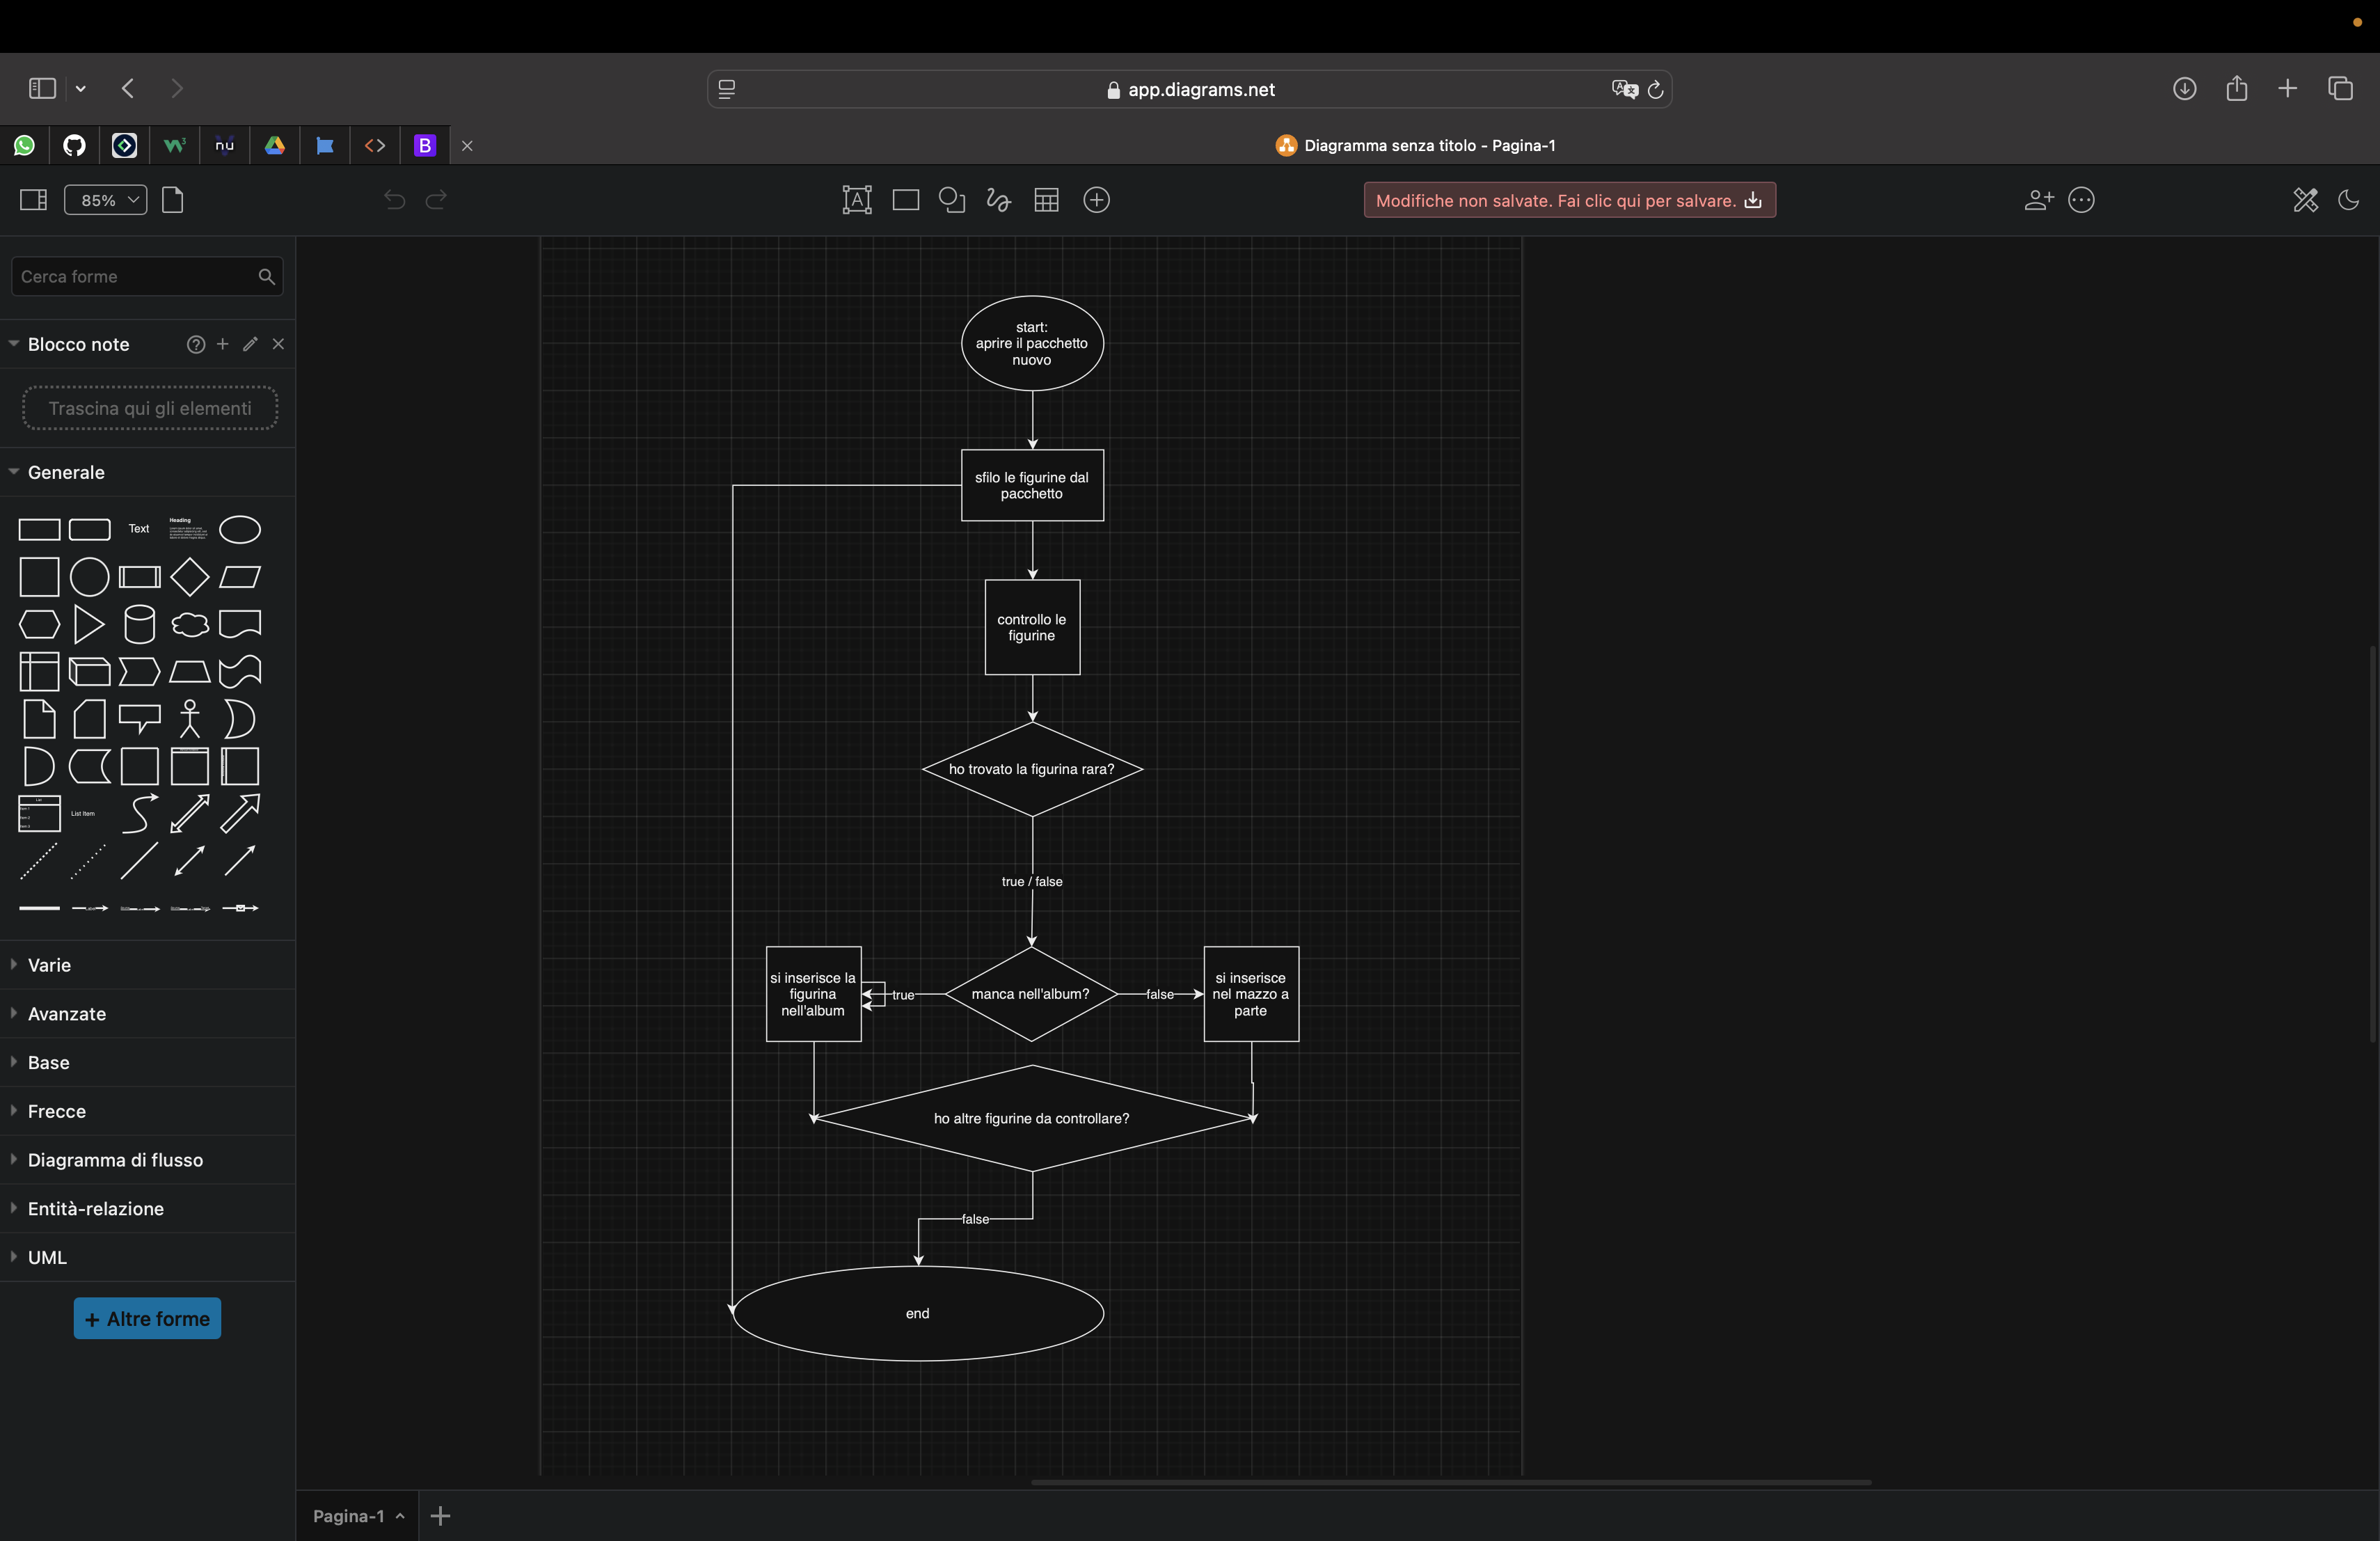 app.diagrams.net
nu
B
Diagramma senza titolo - Pagina-1
85%
Modifiche non salvate. Fai clic qui per salvare.
Cerca forme
Blocco note
Trascina qui gli elementi
Generale
Text
Heading
List Item
Varie
Avanzate
Base
Frecce
Diagramma di flusso
Entità-relazione
UML
+ Altre forme
start:
aprire il pacchetto
nuovo
sfilo le figurine dal
pacchetto
controllo le
figurine
ho trovato la figurina rara?
true / false
si inserisce la
figurina
nell'album
true
manca nell'album?
false
si inserisce
nel mazzo a
parte
ho altre figurine da controllare?
false
end
Pagina-1